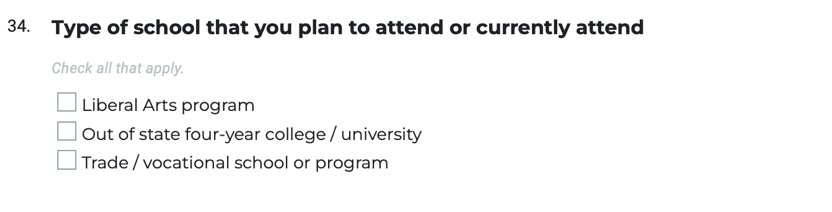 34. Type of school that you plan to attend or currently attend
Check all that apply.
Liberal Arts program
Out of state four-year college / university
Trade / vocational school or program